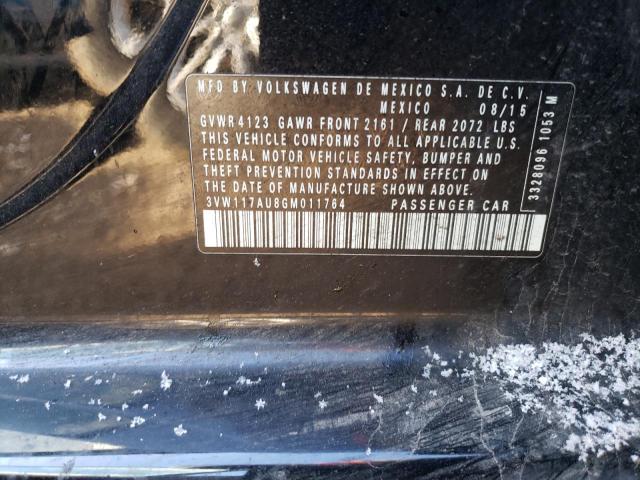 MFD BY VOLKSWAGEN DE MEXICO S.A. DE C.V.
MEXICO 08/15
GVWR 4123 GAWR FRONT 2161 / REAR 2072 LBS
THIS VEHICLE CONFORMS TO ALL APPLICABLE U.S.
FEDERAL MOTOR VEHICLE SAFETY, BUMPER AND
THEFT PREVENTION STANDARDS IN EFFECT ON
THE DATE OF MANUFACTURE SHOWN ABOVE.
3VW117AU8GM011764 PASSENGER CAR
3328096 1053 M